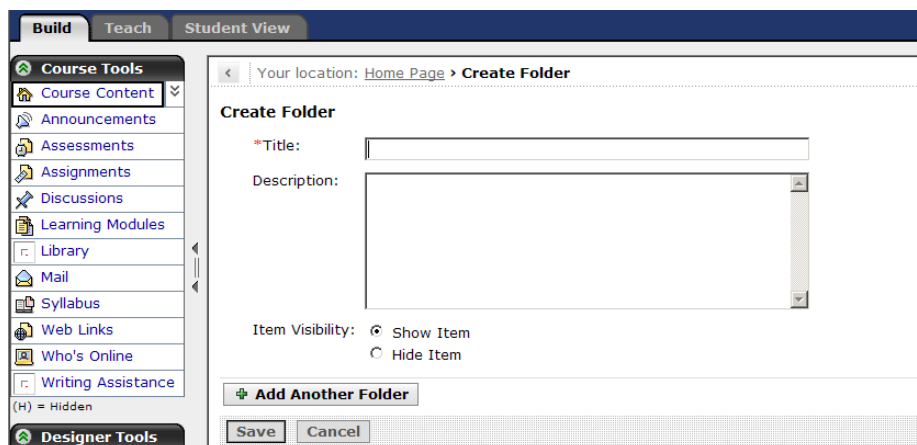 Build Teach Student View
Course Tools
Course Content
Announcements
Assessments
Assignments
Discussions
Learning Modules
Library
Mail
Syllabus
Web Links
Who's Online
Writing Assistance
(H) = Hidden
Designer Tools
Your location: Home Page › Create Folder
Create Folder
*Title:
Description:
Item Visibility: Show Item
Hide Item
Add Another Folder
Save Cancel